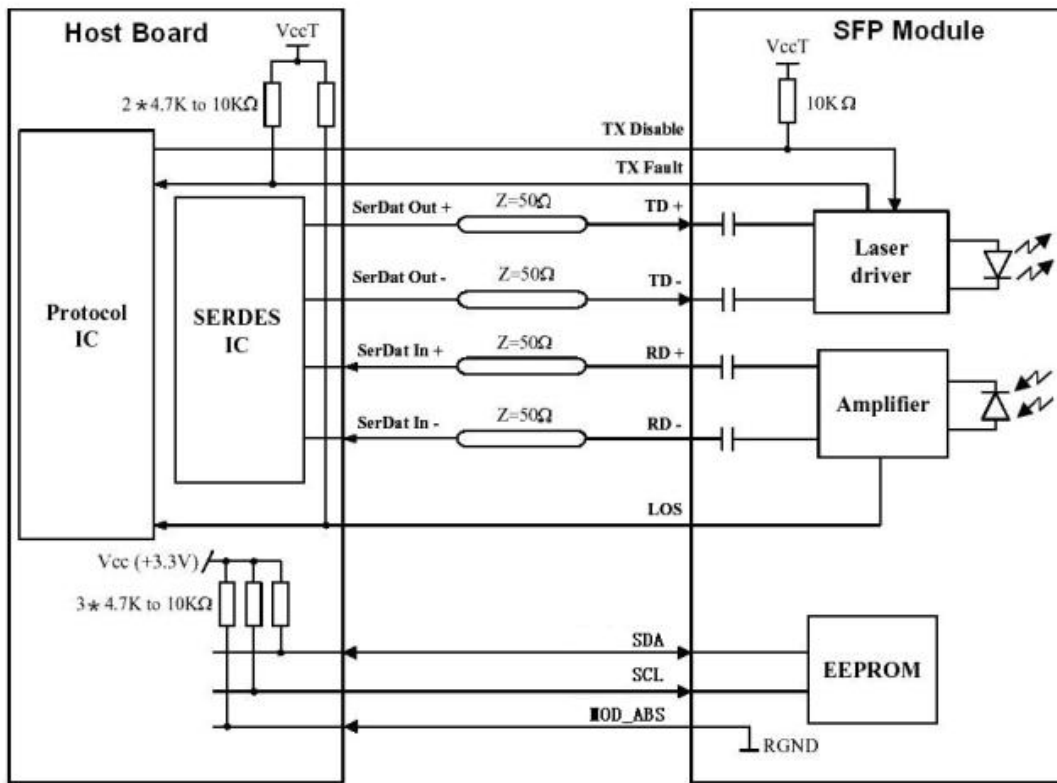 Host Board
SFP Module
VccT
VccT
2*4.7K to 10KΩ
10KΩ
TX Disable
TX Fault
SerDat Out +
Z=50Ω
TD +
SerDat Out -
Z=50Ω
TD -
Laser
driver
Protocol
IC
SERDES
IC
SerDat In +
Z=50Ω
RD +
SerDat In -
Z=50Ω
RD -
Amplifier
LOS
Vcc (+3.3V)
3*4.7K to 10KΩ
SDA
SCL
MOD_ABS
EEPROM
RGND